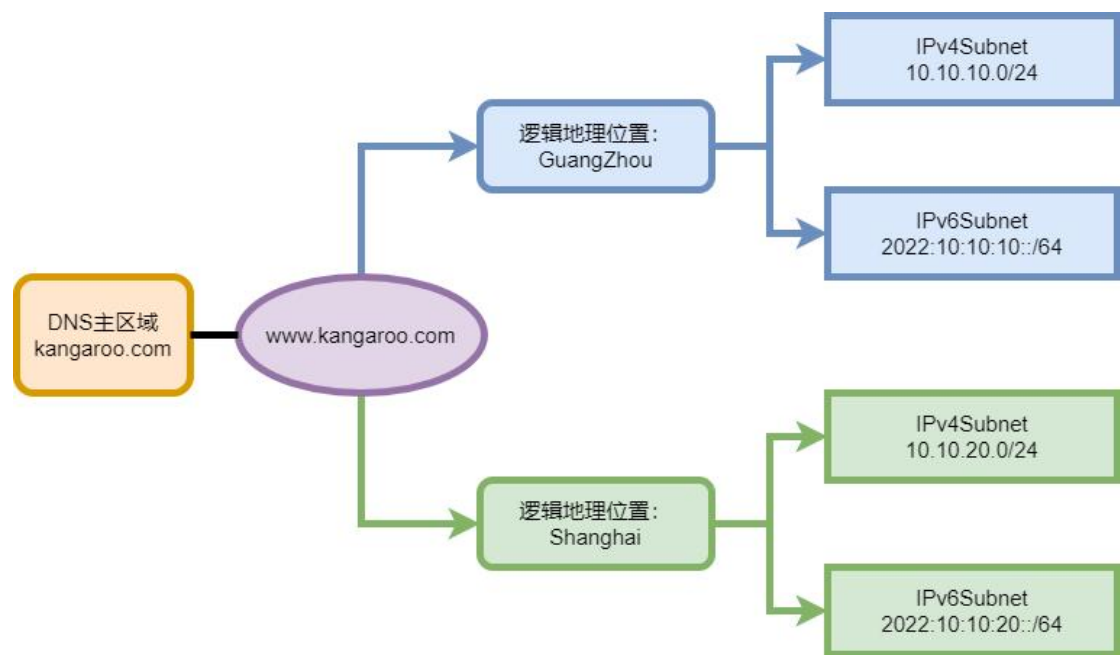 IPv4Subnet
10.10.10.0/24
逻辑地理位置：
GuangZhou
IPv6Subnet
2022:10:10:10::/64
DNS主区域
kangaroo.com
www.kangaroo.com
IPv4Subnet
10.10.20.0/24
逻辑地理位置：
Shanghai
IPv6Subnet
2022:10:10:20::/64